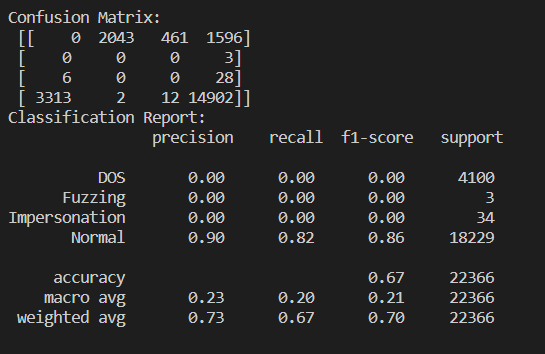 Confusion Matrix:
[[ 0 2043 461 1596]
[ 0 0 0 3]
[ 6 0 0 28]
[ 3313 2 12 14902]]
Classification Report:
precision recall f1-score support
DOS 0.00 0.00 0.00 4100
Fuzzing 0.00 0.00 0.00 3
Impersonation 0.00 0.00 0.00 34
Normal 0.90 0.82 0.86 18229
accuracy 0.67 22366
macro avg 0.23 0.20 0.21 22366
weighted avg 0.73 0.67 0.70 22366